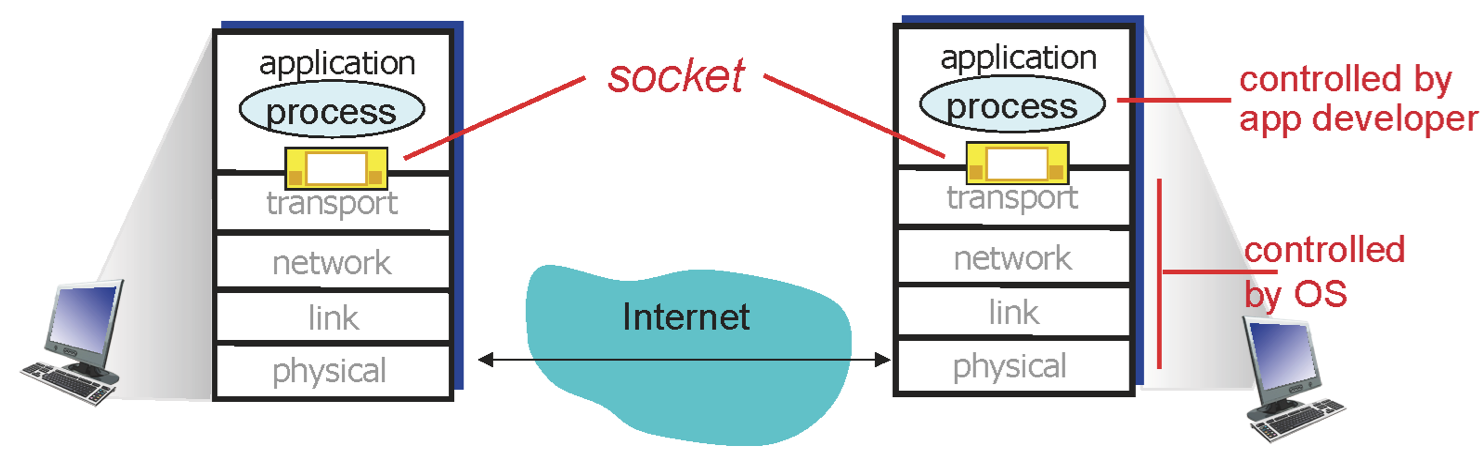 application
process
transport
network
link
physical
socket
Internet
application
process
transport
network
link
physical
controlled by
app developer
controlled
by OS